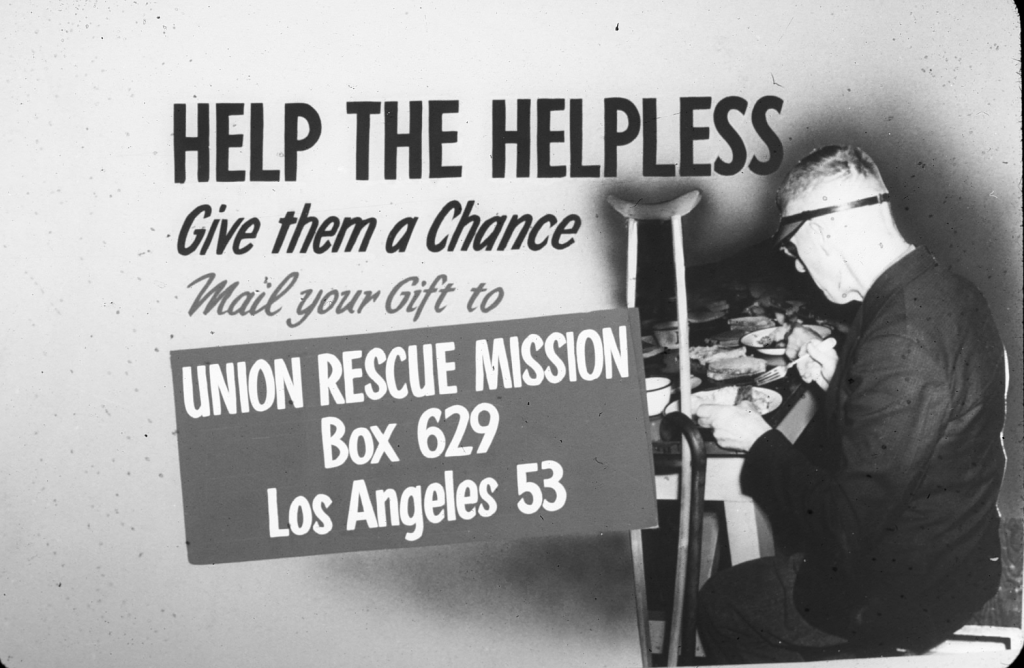 HELP THE HELPLESS
Give them a Chance
Mail your Gift to
UNION RESCUE MISSION
Box 629
Los Angeles 53